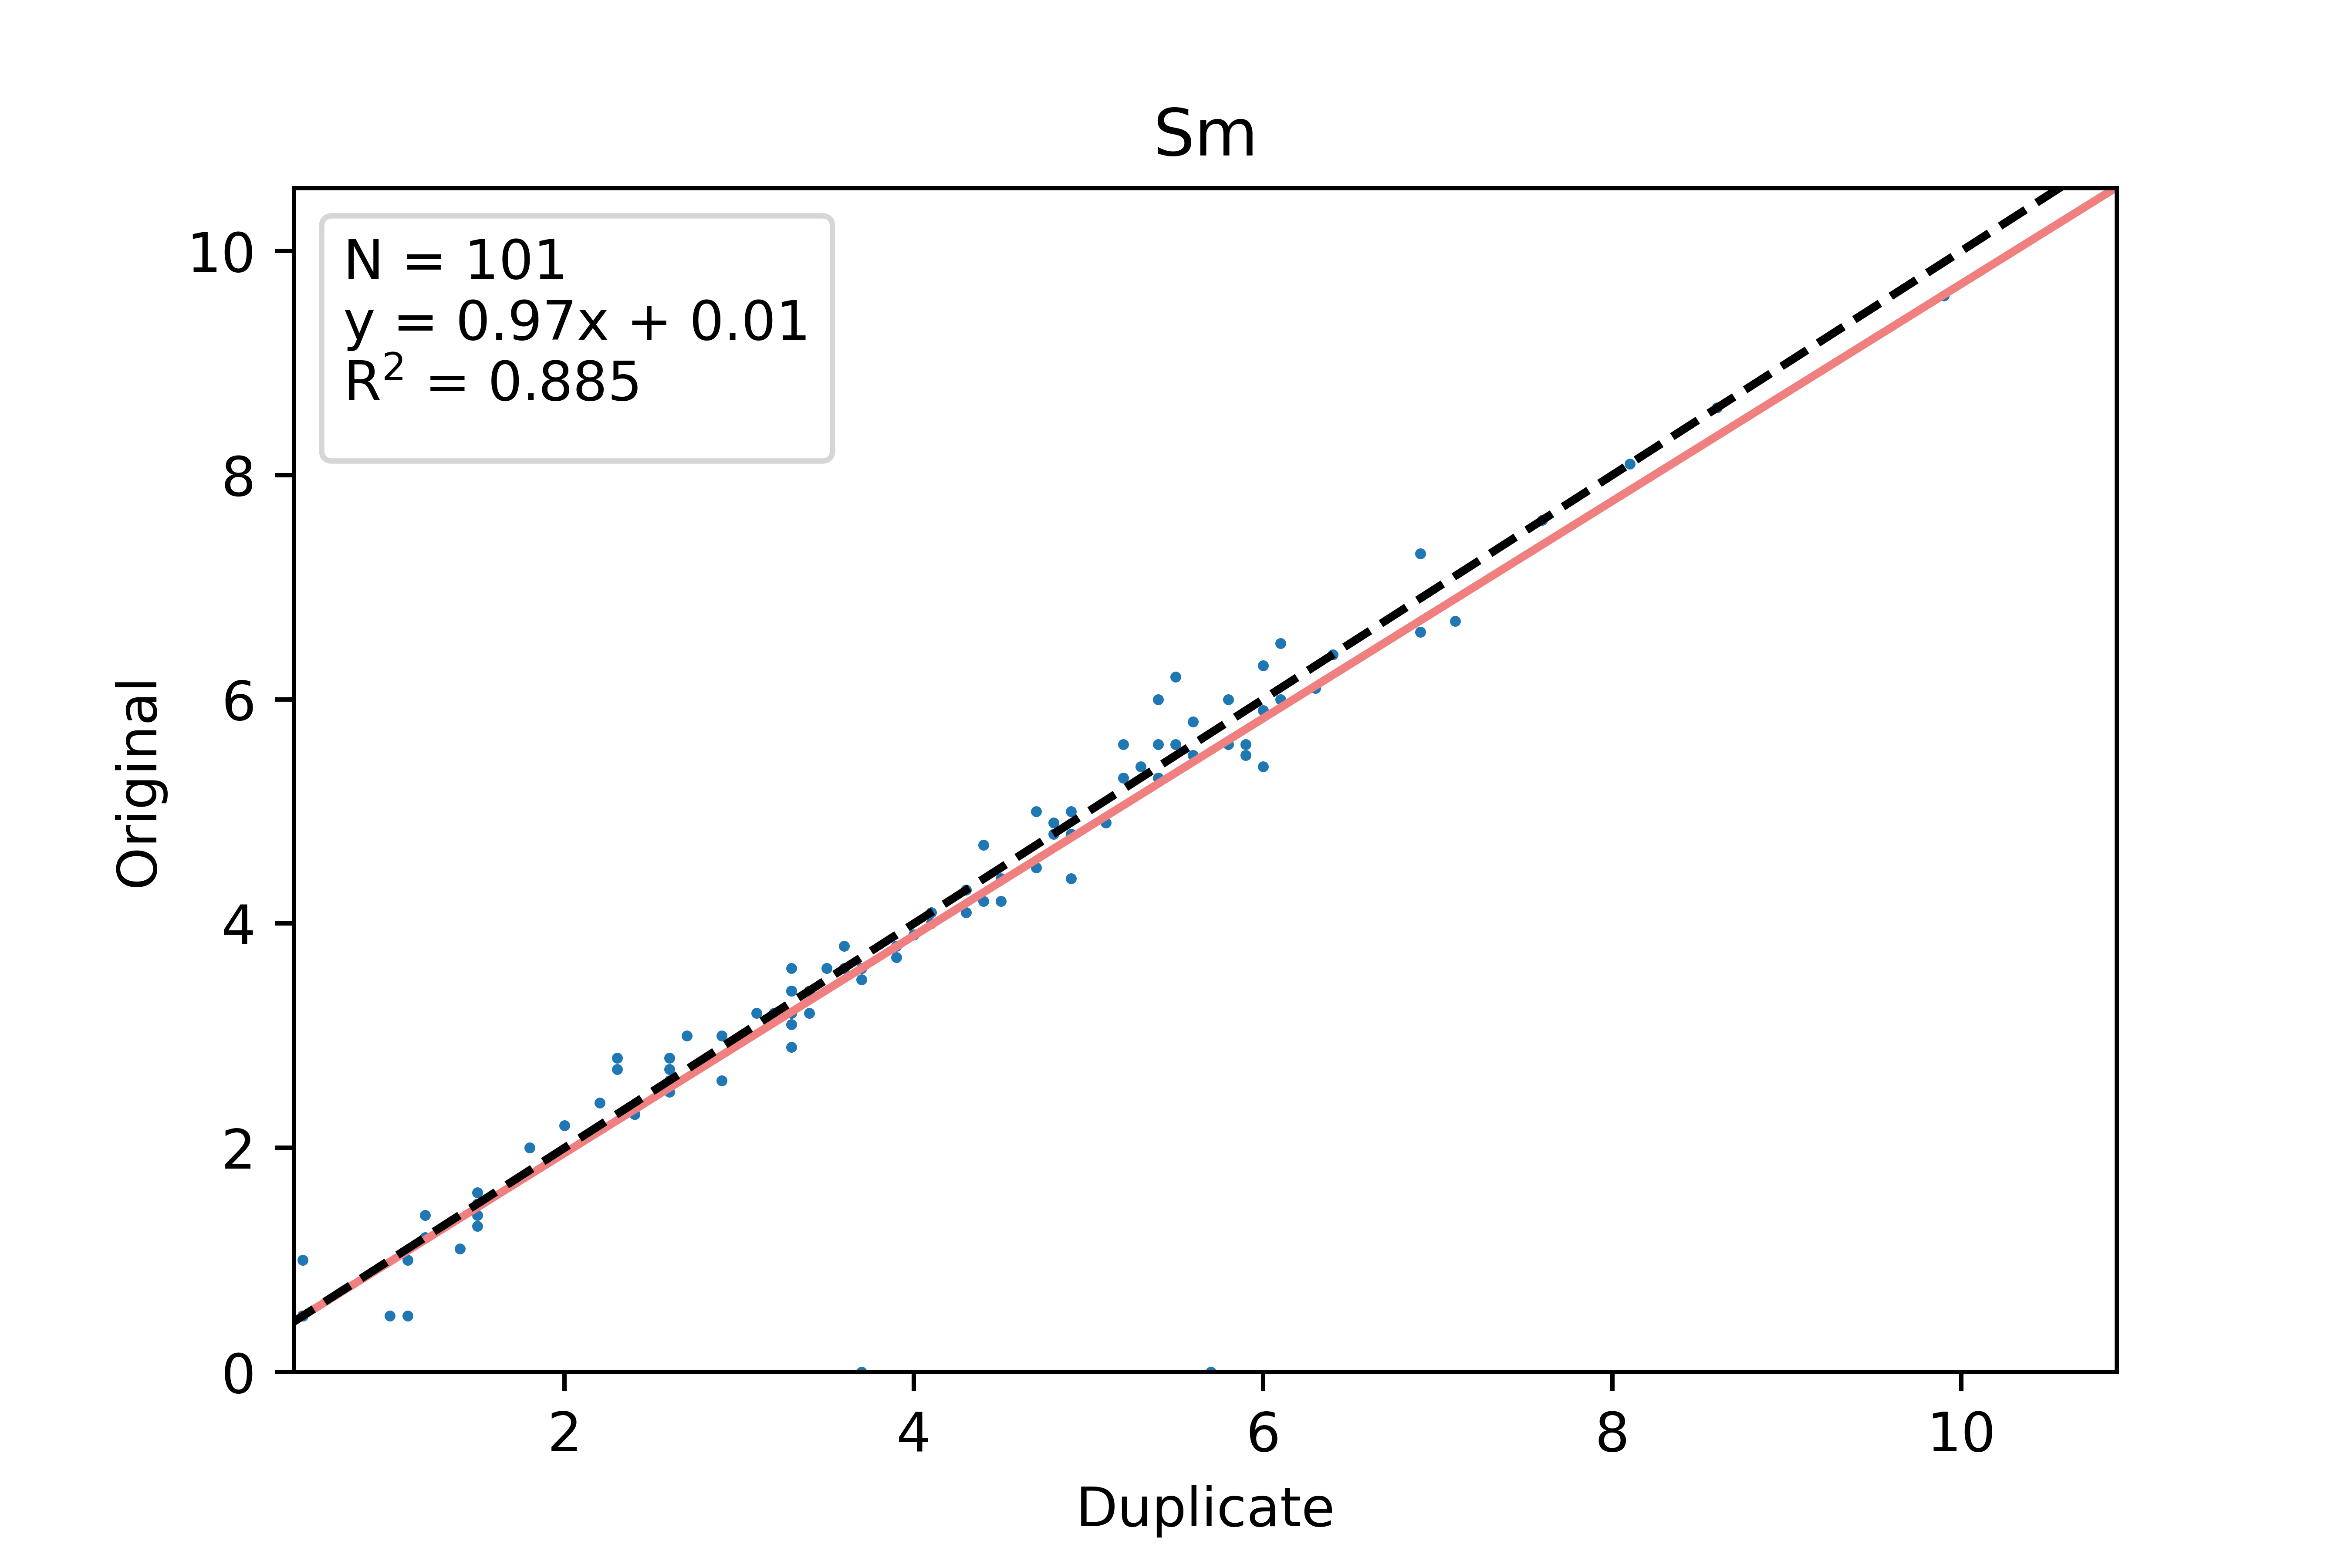 Sm
N = 101
y = 0.97x + 0.01
R² = 0.885
10
8
6
4
2
0
Original
2 4 6 8 10
Duplicate